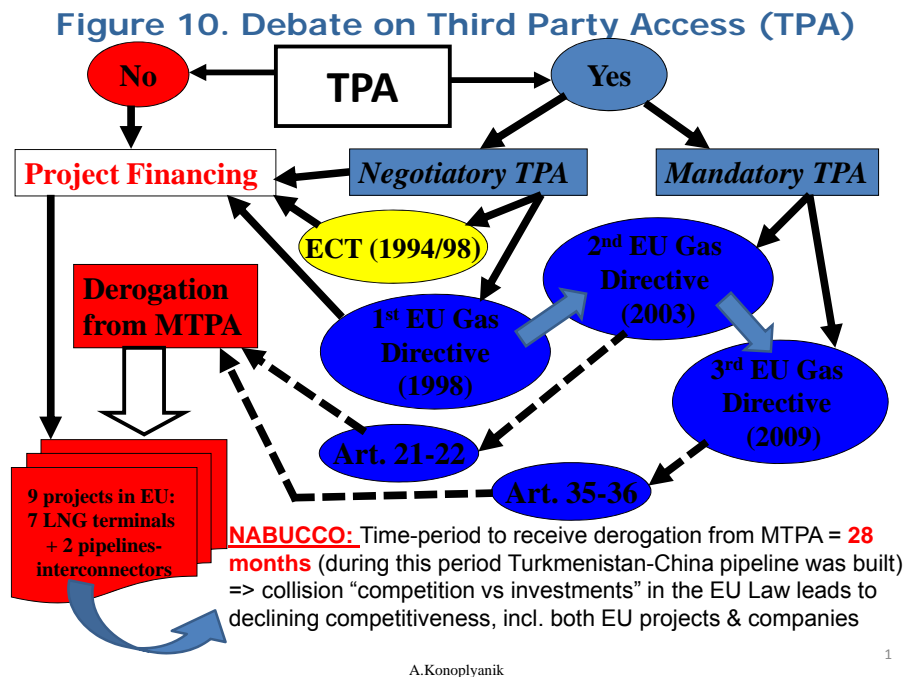 Figure 10. Debate on Third Party Access (TPA)
No
TPA
Yes
Project Financing
Negotiatory TPA
Mandatory TPA
ECT (1994/98)
2nd EU Gas
Directive
(2003)
Derogation
from MTPA
1st EU Gas
Directive
(1998)
3rd EU Gas
Directive
(2009)
Art. 21-22
Art. 35-36
9 projects in EU:
7 LNG terminals
+ 2 pipelines-
interconnectors
NABUCCO: Time-period to receive derogation from MTPA = 28
months (during this period Turkmenistan-China pipeline was built)
=> collision “competition vs investments” in the EU Law leads to
declining competitiveness, incl. both EU projects & companies
1
A.Konoplyanik